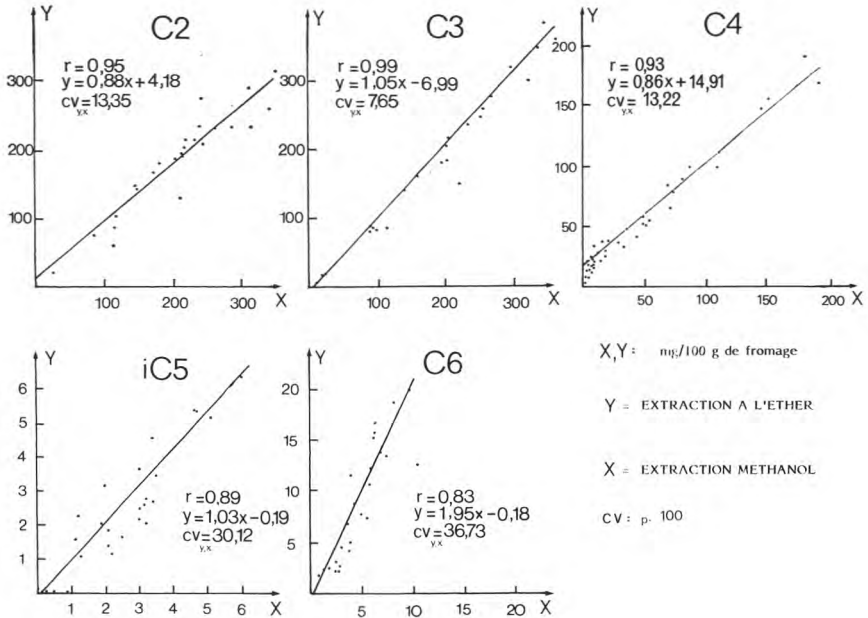 Y
C2
r = 0,95
y = 0,88x + 4,18
cv = 13,35
y,x
300
200
100
100 200 300 X
Y
C3
r = 0,99
y = 1,05x - 6,99
cv = 7,65
y,x
300
200
100
100 200 300 X
Y
C4
r = 0,93
y = 0,86x + 14,91
cv = 13,22
y,x
200
150
100
50
50 100 150 200 X
Y
iC5
r = 0,89
y = 1,03x - 0,19
cv = 30,12
y,x
6
5
4
3
2
1
1 2 3 4 5 6 X
Y
C6
r = 0,83
y = 1,95x - 0,18
cv = 36,73
y,x
20
15
10
5
5 10 15 20 X
X,Y : mg/100 g de fromage
Y = EXTRACTION A L'ETHER
X = EXTRACTION METHANOL
CV : p. 100